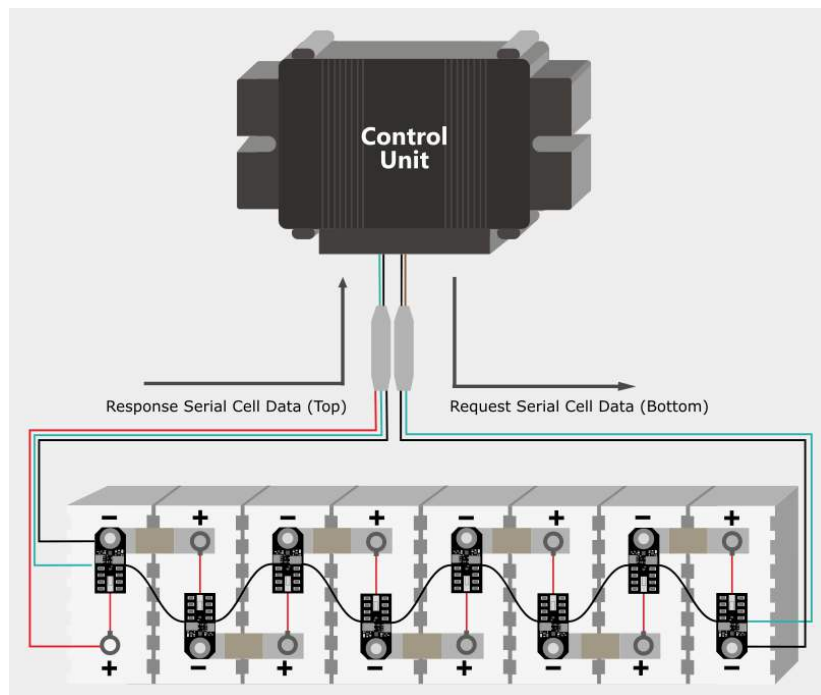 Control
Unit
Response Serial Cell Data (Top)
Request Serial Cell Data (Bottom)
− + − + − + − +
+ − + − + − + −